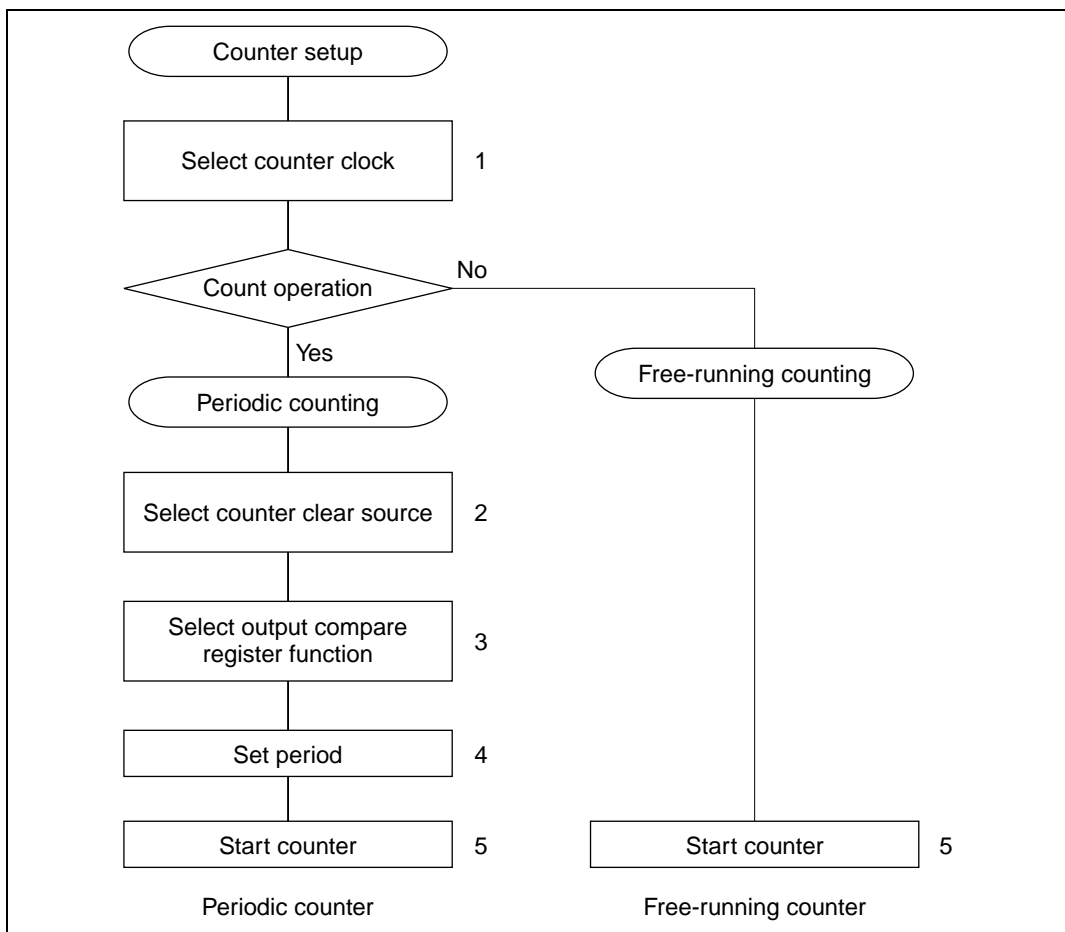 Counter setup
Select counter clock
1
Count operation
No
Yes
Free-running counting
Periodic counting
Select counter clear source
2
Select output compare
register function
3
Set period
4
Start counter
5
Start counter
5
Periodic counter
Free-running counter